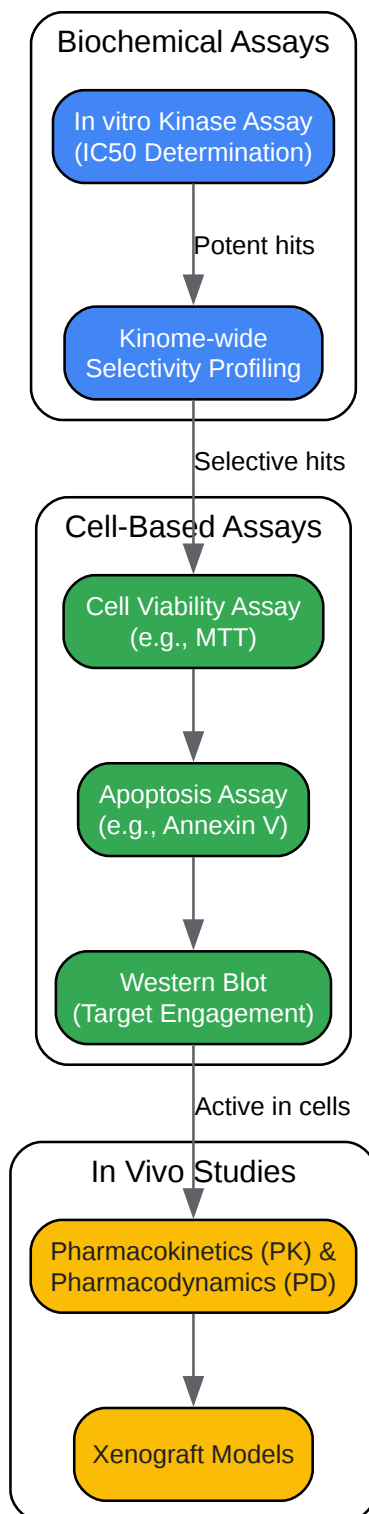 Biochemical Assays
In vitro Kinase Assay
(IC50 Determination)
Potent hits
Kinome-wide
Selectivity Profiling
Selective hits
Cell-Based Assays
Cell Viability Assay
(e.g., MTT)
Apoptosis Assay
(e.g., Annexin V)
Western Blot
(Target Engagement)
Active in cells
In Vivo Studies
Pharmacokinetics (PK) &
Pharmacodynamics (PD)
Xenograft Models